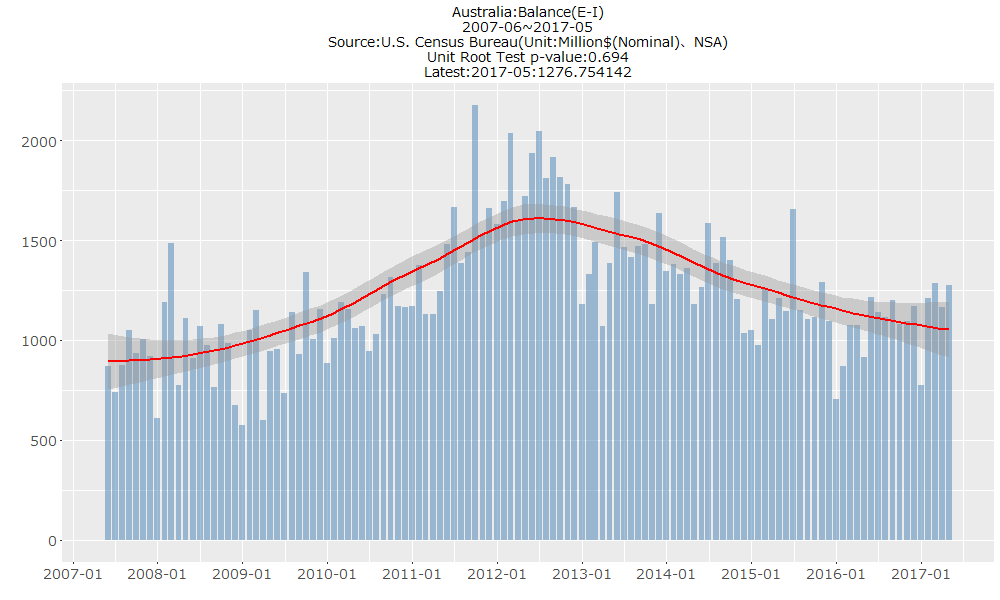 Australia:Balance(E-I)
2007-06~2017-05
Source:U.S. Census Bureau(Unit:Million$(Nominal)、NSA)
Unit Root Test p-value:0.694
Latest:2017-05:1276.754142
2000
1500
1000
500
0
2007-01 2008-01 2009-01 2010-01 2011-01 2012-01 2013-01 2014-01 2015-01 2016-01 2017-01